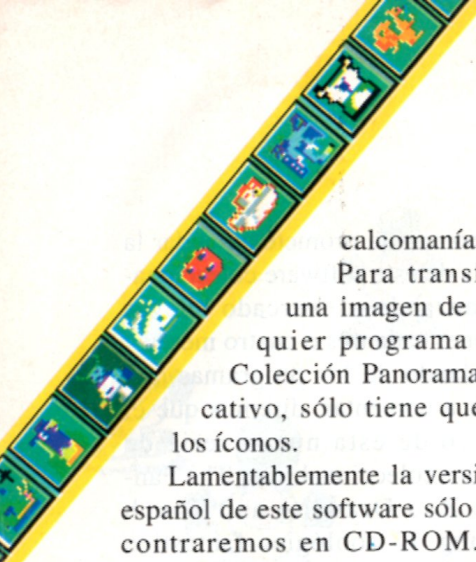 calcomanía
Para transf
una imagen de
quier programa
Colección Panorama
cativo, sólo tiene que
los íconos.
Lamentablemente la versi
español de este software sólo
contraremos en CD-ROM.